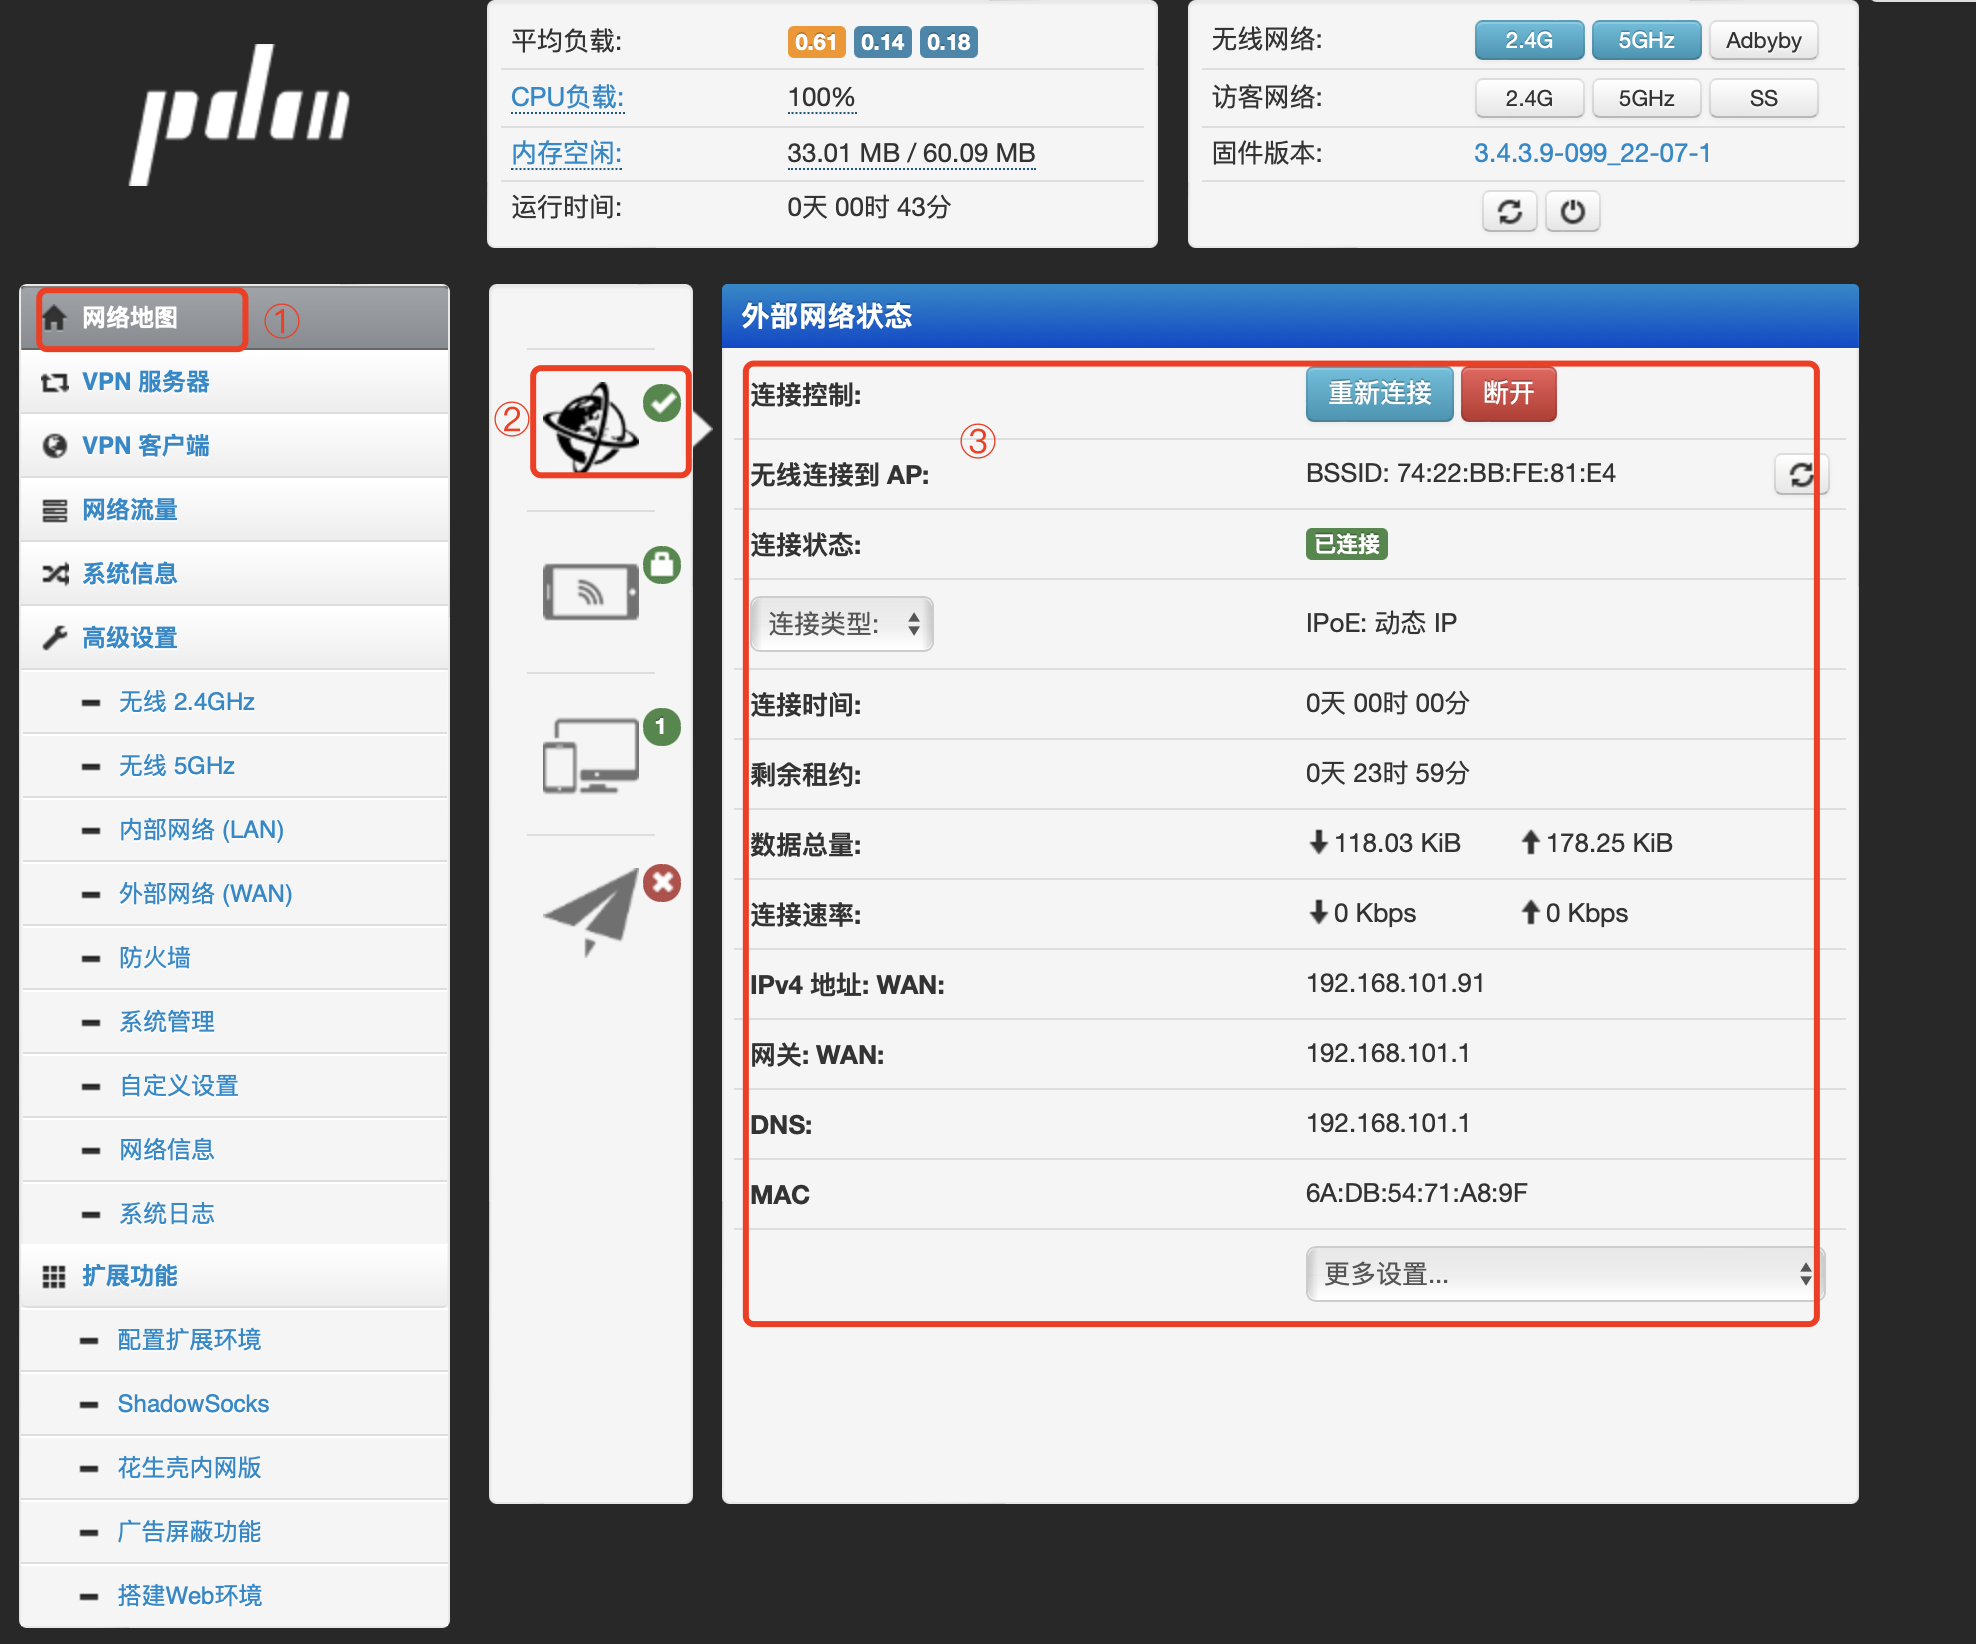 pdcn
平均负载: 0.61 0.14 0.18
CPU负载: 100%
内存空闲: 33.01 MB / 60.09 MB
运行时间: 0天 00时 43分
无线网络: 2.4G 5GHz Adbyby
访客网络: 2.4G 5GHz SS
固件版本: 3.4.3.9-099_22-07-1
网络地图 ①
VPN 服务器
VPN 客户端
网络流量
系统信息
高级设置
无线 2.4GHz
无线 5GHz
内部网络 (LAN)
外部网络 (WAN)
防火墙
系统管理
自定义设置
网络信息
系统日志
扩展功能
配置扩展环境
ShadowSocks
花生壳内网版
广告屏蔽功能
搭建Web环境
②
1
外部网络状态
连接控制: 重新连接 断开
③
无线连接到 AP: BSSID: 74:22:BB:FE:81:E4
连接状态: 已连接
连接类型: IPoE: 动态 IP
连接时间: 0天 00时 00分
剩余租约: 0天 23时 59分
数据总量: 118.03 KiB 178.25 KiB
连接速率: 0 Kbps 0 Kbps
IPv4 地址: WAN: 192.168.101.91
网关: WAN: 192.168.101.1
DNS: 192.168.101.1
MAC 6A:DB:54:71:A8:9F
更多设置...